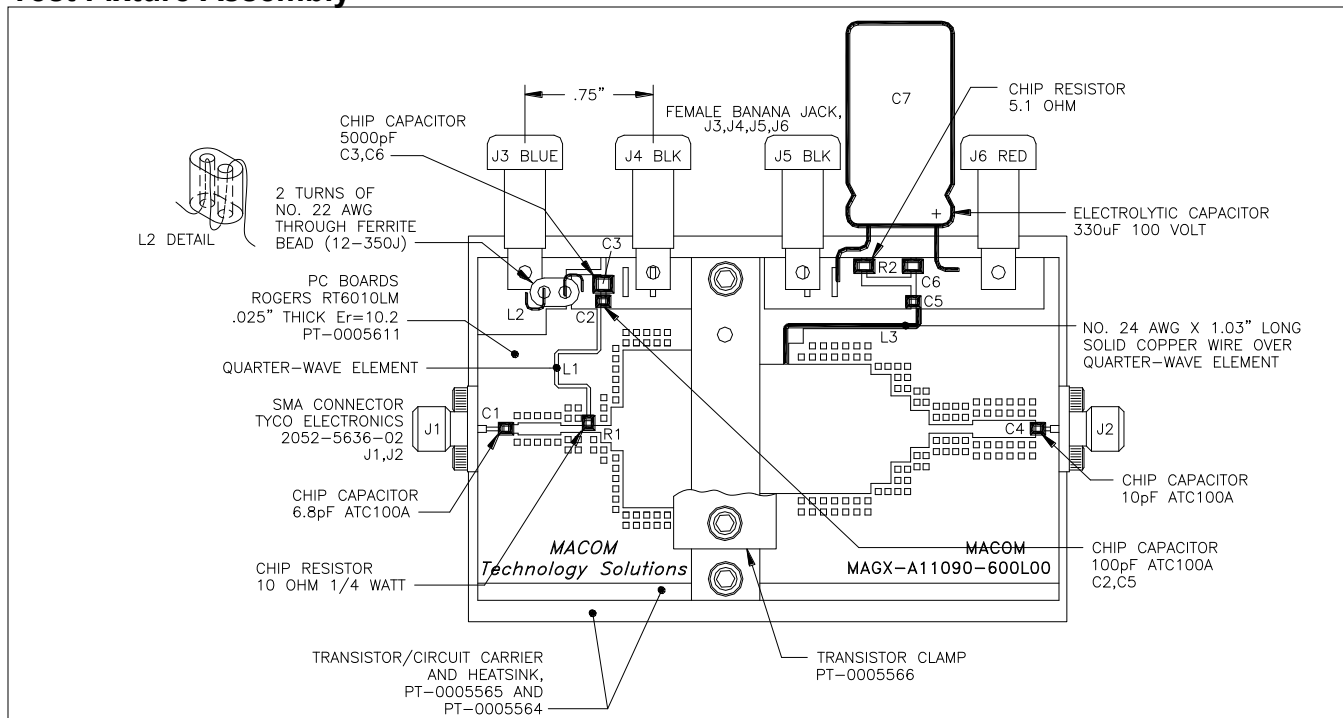 CHIP RESISTOR
5.1 OHM
C7
.75"
FEMALE BANANA JACK,
J3,J4,J5,J6
CHIP CAPACITOR
5000pF
C3,C6
J3 BLUE
J4 BLK
J5 BLK
J6 RED
2 TURNS OF
NO. 22 AWG
THROUGH FERRITE
BEAD (12-350J)
L2 DETAIL
+
ELECTROLYTIC CAPACITOR
330uF 100 VOLT
C3
R2
C6
C5
L2
C2
PC BOARDS
ROGERS RT6010LM
.025" THICK Er=10.2
PT-0005611
L3
NO. 24 AWG X 1.03" LONG
SOLID COPPER WIRE OVER
QUARTER-WAVE ELEMENT
QUARTER-WAVE ELEMENT
L1
SMA CONNECTOR
TYCO ELECTRONICS
2052-5636-02
J1,J2
J1
C1
R1
C4
J2
CHIP CAPACITOR
6.8pF ATC100A
CHIP CAPACITOR
10pF ATC100A
CHIP RESISTOR
10 OHM 1/4 WATT
MACOM
Technology Solutions
MACOM
MAGX-A11090-600L00
CHIP CAPACITOR
100pF ATC100A
C2,C5
TRANSISTOR/CIRCUIT CARRIER
AND HEATSINK,
PT-0005565 AND
PT-0005564
TRANSISTOR CLAMP
PT-0005566